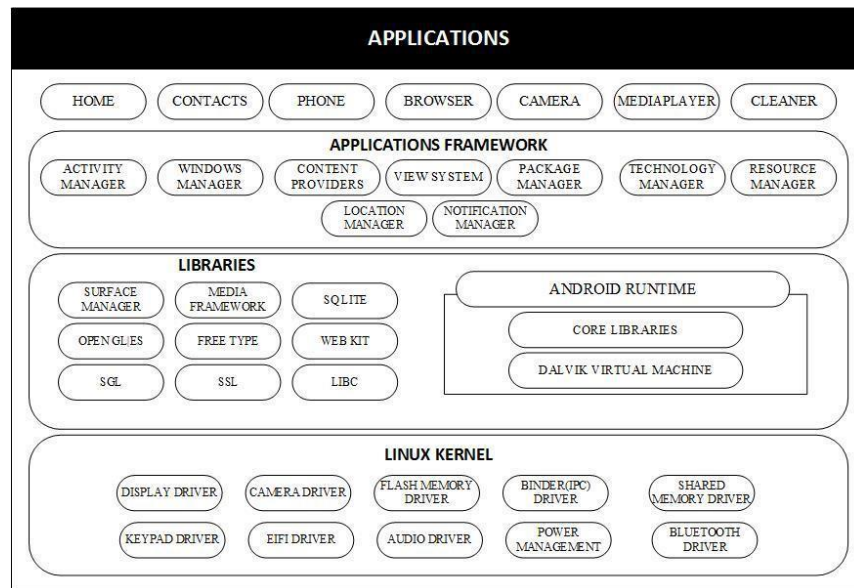 APPLICATIONS
HOME
CONTACTS
PHONE
BROWSER
CAMERA
MEDIAPLAYER
CLEANER
APPLICATIONS FRAMEWORK
ACTIVITY
MANAGER
WINDOWS
MANAGER
CONTENT
PROVIDERS
VIEW SYSTEM
PACKAGE
MANAGER
TECHNOLOGY
MANAGER
RESOURCE
MANAGER
LOCATION
MANAGER
NOTIFICATION
MANAGER
LIBRARIES
SURFACE
MANAGER
MEDIA
FRAMEWORK
SQLITE
OPEN GL|ES
FREE TYPE
WEB KIT
SGL
SSL
LIBC
ANDROID RUNTIME
CORE LIBRARIES
DALVIK VIRTUAL MACHINE
LINUX KERNEL
DISPLAY DRIVER
CAMERA DRIVER
FLASH MEMORY
DRIVER
BINDER(IPC)
DRIVER
SHARED
MEMORY DRIVER
KEYPAD DRIVER
EIFI DRIVER
AUDIO DRIVER
POWER
MANAGEMENT
BLUETOOTH
DRIVER